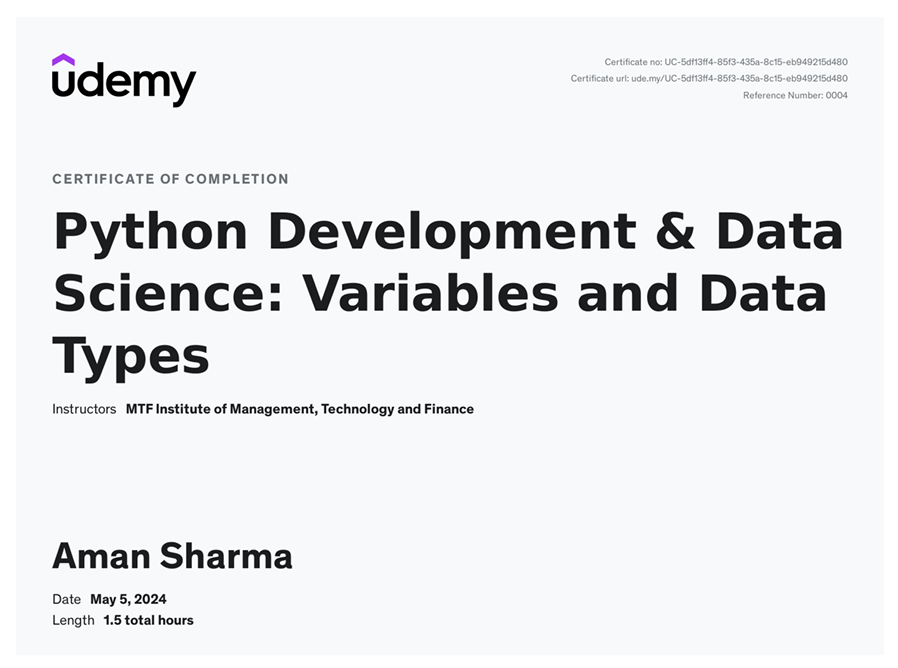 udemy
Certificate no: UC-5df13ff4-85f3-435a-8c15-eb949215d480
Certificate url: ude.my/UC-5df13ff4-85f3-435a-8c15-eb949215d480
Reference Number: 0004
CERTIFICATE OF COMPLETION
Python Development & Data
Science: Variables and Data
Types
Instructors MTF Institute of Management, Technology and Finance
Aman Sharma
Date May 5, 2024
Length 1.5 total hours